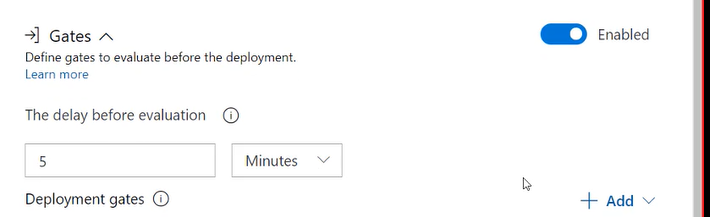 Gates
Enabled
Define gates to evaluate before the deployment.
Learn more
The delay before evaluation
5
Minutes
Deployment gates
Add